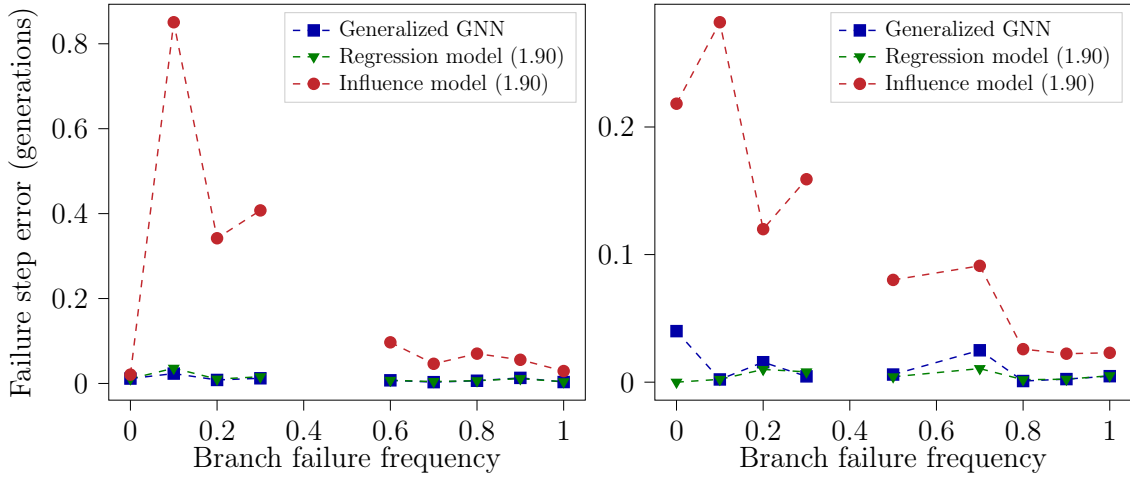 Failure step error (generations)
0.8
0.6
0.4
0.2
0
Generalized GNN
Regression model (1.90)
Influence model (1.90)
0 0.2 0.4 0.6 0.8 1
Branch failure frequency
0.2
0.1
0
Generalized GNN
Regression model (1.90)
Influence model (1.90)
0 0.2 0.4 0.6 0.8 1
Branch failure frequency